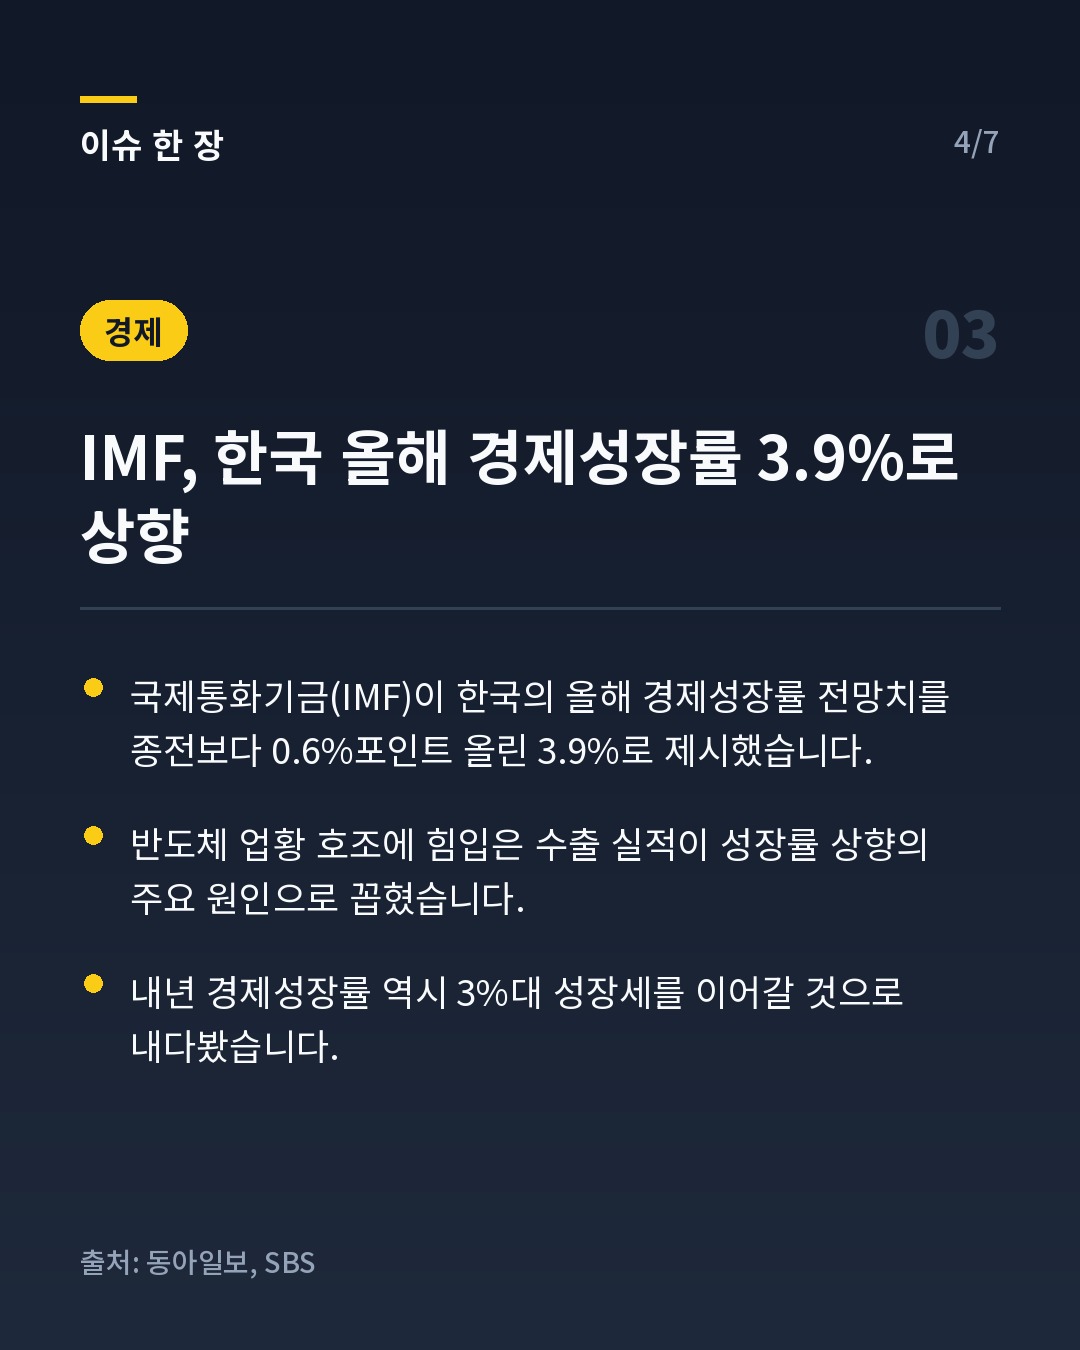 이슈 한 장
4/7
경제
03
IMF, 한국 올해 경제성장률 3.9%로
상향
국제통화기금(IMF)이 한국의 올해 경제성장률 전망치를
종전보다 0.6%포인트 올린 3.9%로 제시했습니다.
반도체 업황 호조에 힘입은 수출 실적이 성장률 상향의
주요 원인으로 꼽혔습니다.
내년 경제성장률 역시 3%대 성장세를 이어갈 것으로
내다봤습니다.
출처: 동아일보, SBS